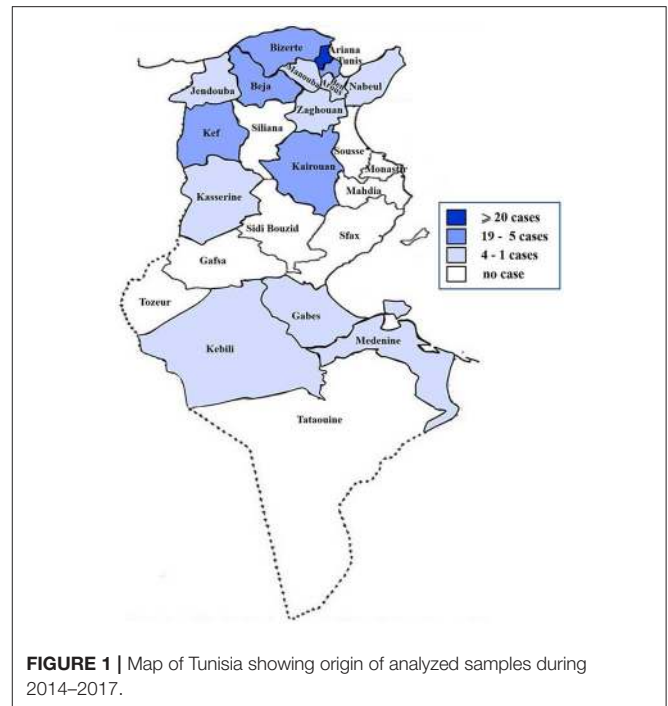 Bizerte
Ariana
Tunis
Manouba
Ben
Arous
Nabeul
Jendouba
Beja
Zaghouan
Siliana
Kef
Sousse
Kairouan
Monastir
Kasserine
Mahdia
Sidi Bouzid
Sfax
Gafsa
Tozeur
Gabes
Kebili
Medenine
Tataouine
⩾ 20 cases
19 - 5 cases
4 - 1 cases
no case
FIGURE 1 | Map of Tunisia showing origin of analyzed samples during
2014–2017.